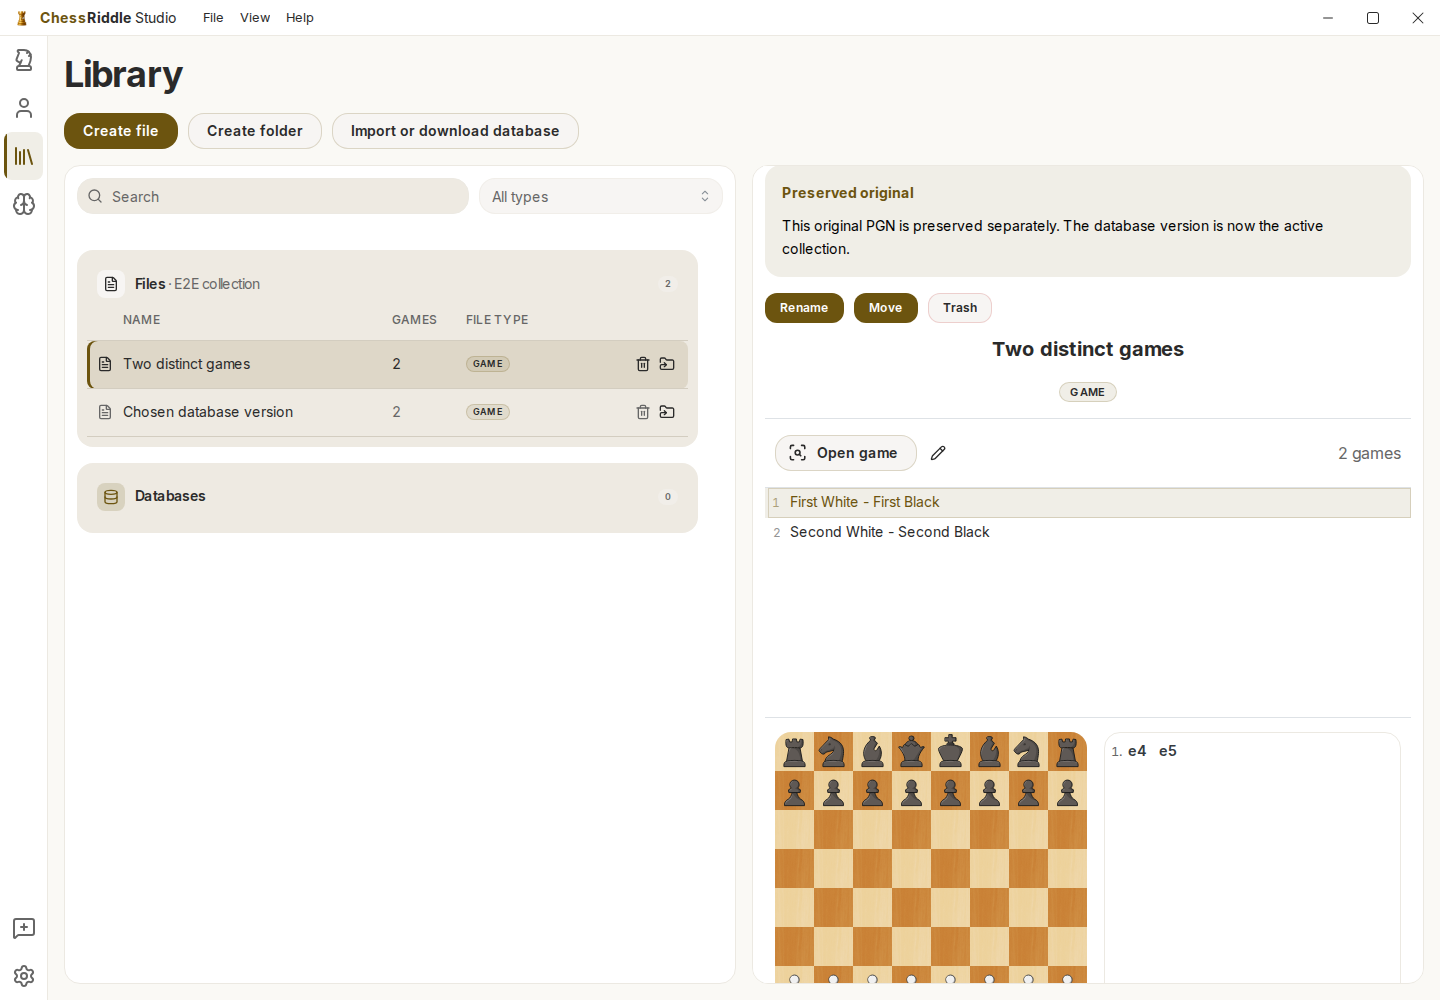 ChessRiddle Studio File View Help
Library
Create file Create folder Import or download database
Search All types
Files · E2E collection 2
NAME GAMES FILE TYPE
Two distinct games 2 GAME
Chosen database version 2 GAME
Databases 0
Preserved original
This original PGN is preserved separately. The database version is now the active
collection.
Rename Move Trash
Two distinct games
GAME
Open game 2 games
1 First White - First Black
2 Second White - Second Black
1. e4 e5